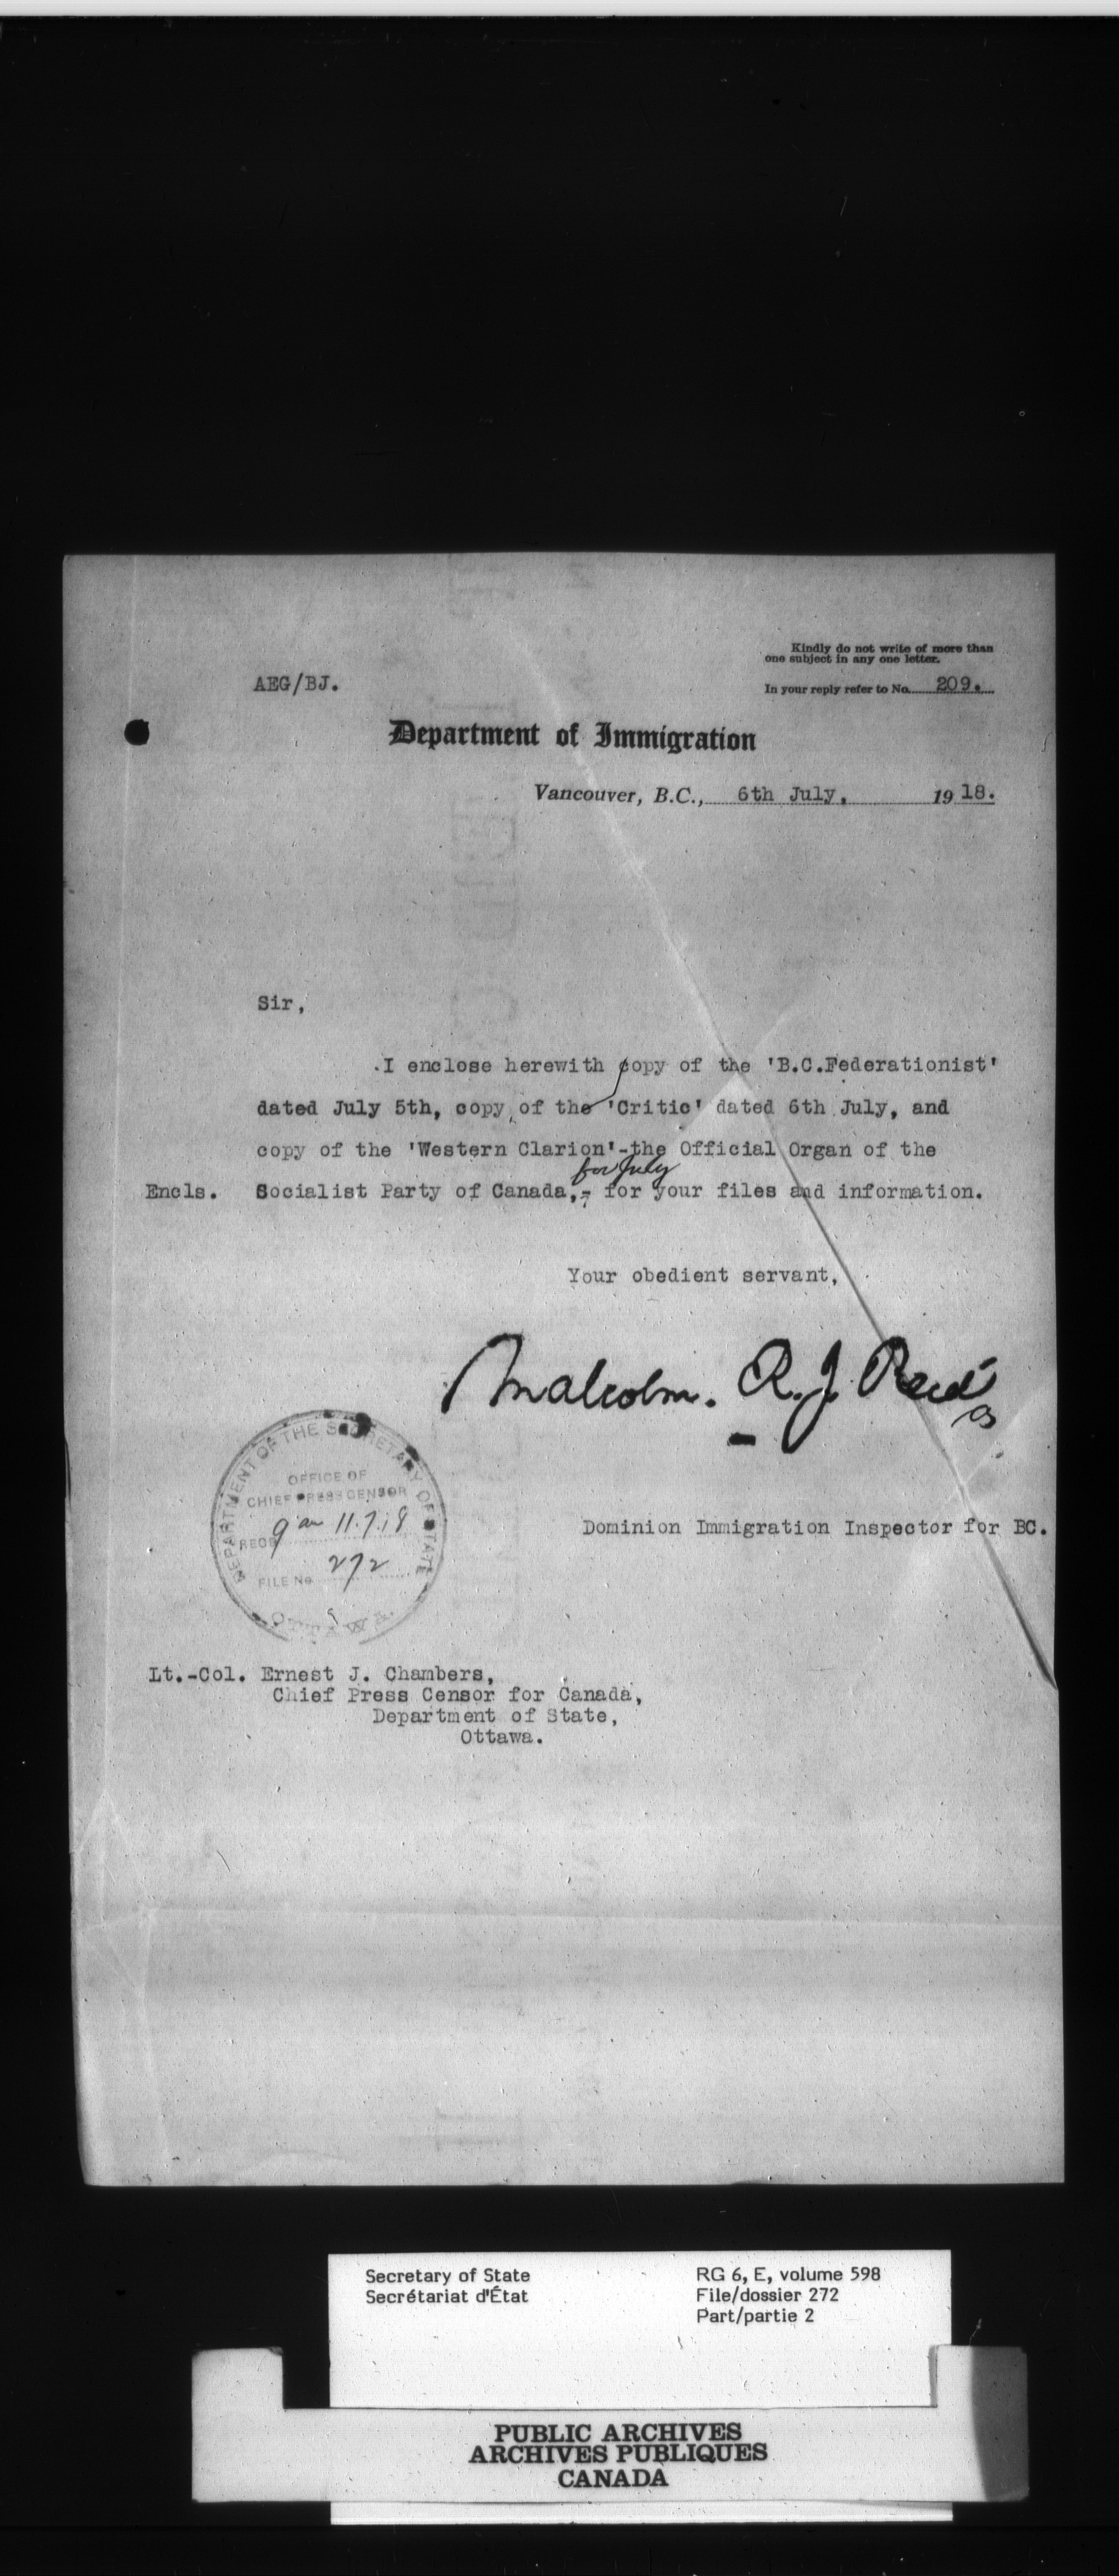 Kindly do not write of more than
one subject in any one letter.
AEG/BJ.
In your reply refer to No. 209.
Department of Immigration
Vancouver, B.C., 6th July, 1918.
Sir,
I enclose herewith copy of the 'B.C.Federationist'
dated July 5th, copy of the 'Critic' dated 6th July, and
copy of the 'Western Clarion'-the Official Organ of the
for July
Encls. Socialist Party of Canada,- for your files and information.
Your obedient servant,
Malcolm. R. J. Reid
DEPARTMENT OF THE SECRETARY OF STATE
OFFICE OF
CHIEF PRESS CENSOR
RECD 9 am 11.7.18
FILE No 272
OTTAWA
Dominion Immigration Inspector for BC.
Lt.-Col. Ernest J. Chambers,
Chief Press Censor for Canada,
Department of State,
Ottawa.
Secretary of State
Secrétariat d'État
RG 6, E, volume 598
File/dossier 272
Part/partie 2
PUBLIC ARCHIVES
ARCHIVES PUBLIQUES
CANADA